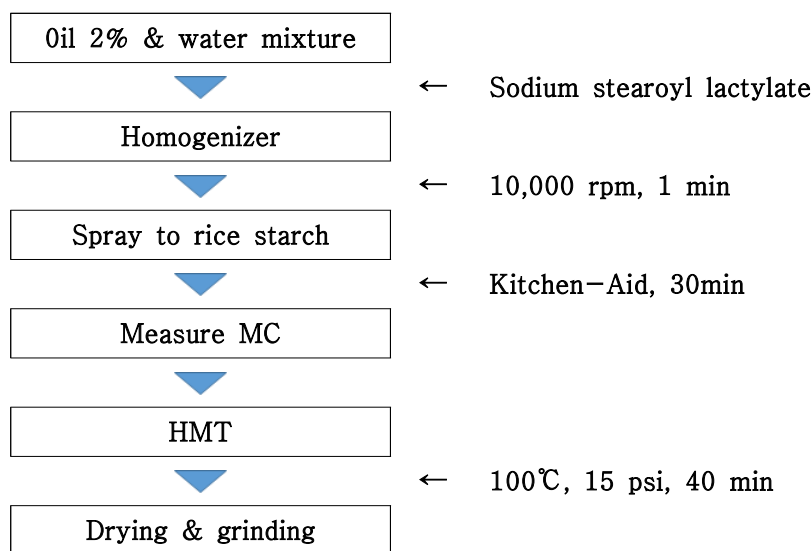 Oil 2% & water mixture
← Sodium stearoyl lactylate
Homogenizer
← 10,000 rpm, 1 min
Spray to rice starch
← Kitchen-Aid, 30min
Measure MC
HMT
← 100℃, 15 psi, 40 min
Drying & grinding